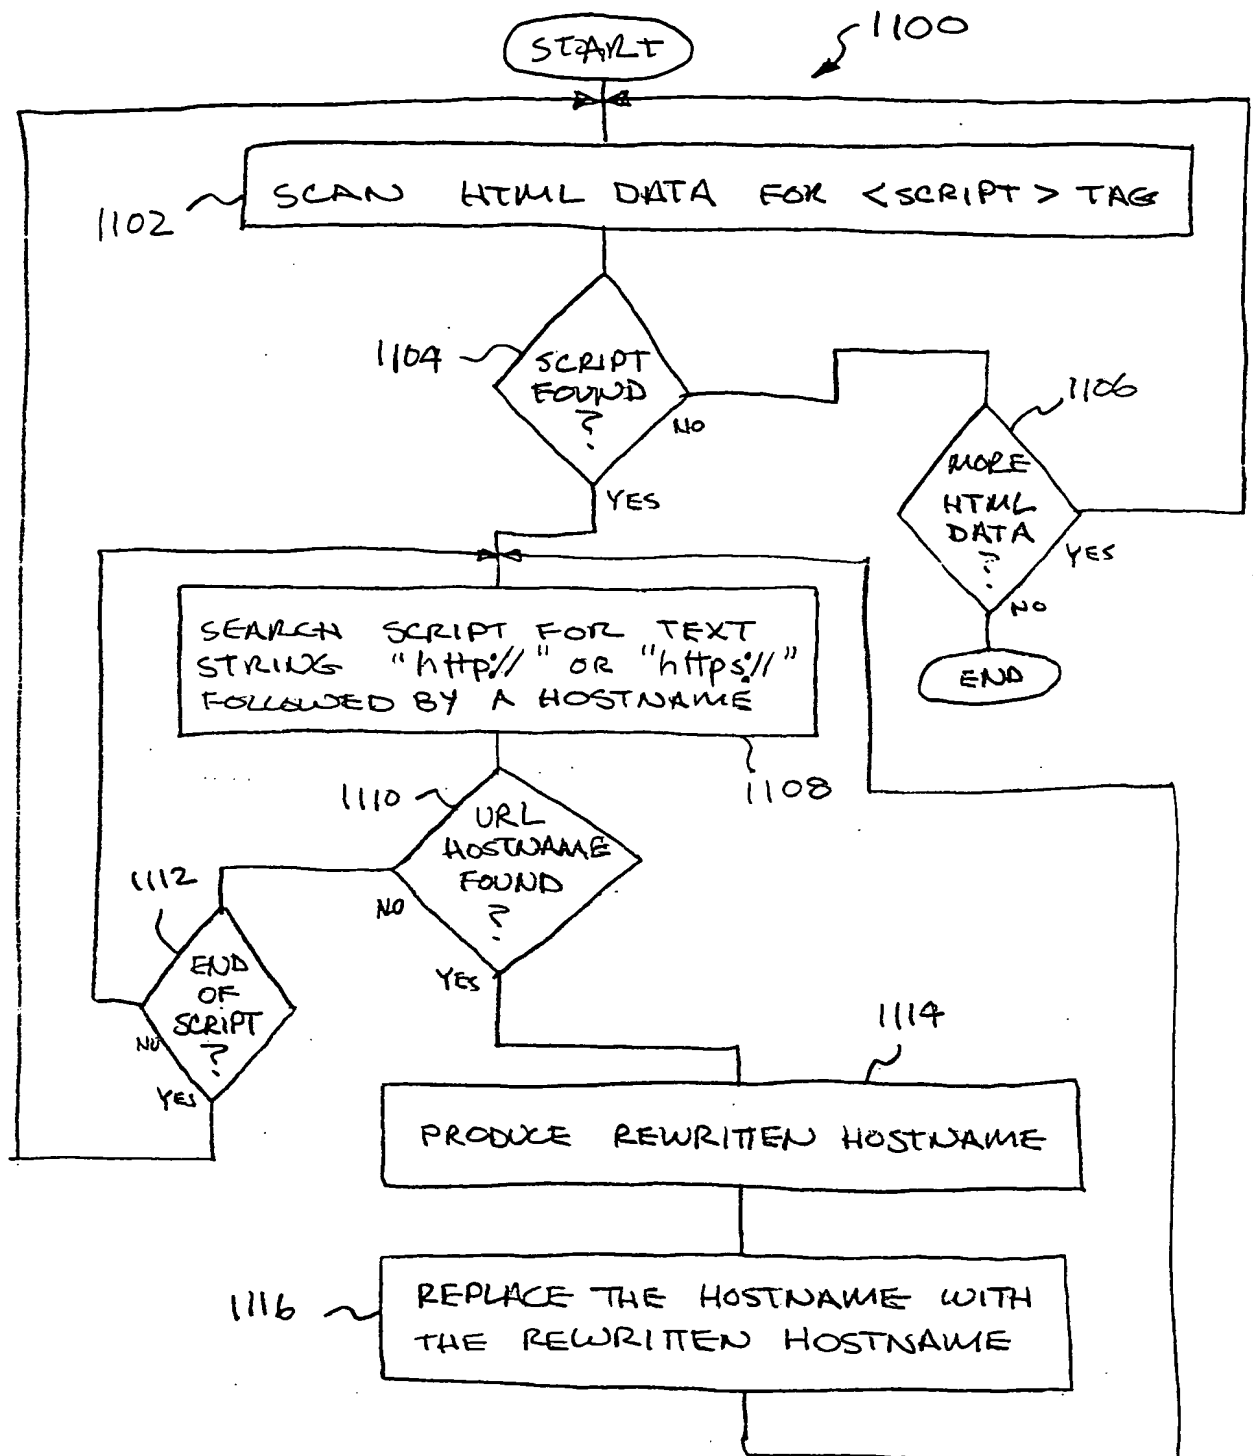 START
1100
SCAN HTML DATA FOR <SCRIPT> TAG
1102
1104
SCRIPT
FOUND
?
NO
YES
1106
MORE
HTML
DATA
?
YES
NO
END
SEARCH SCRIPT FOR TEXT
STRING "http://" OR "https://"
FOLLOWED BY A HOSTNAME
1108
1110
URL
HOSTNAME
FOUND
?
NO
YES
1112
END
OF
SCRIPT
?
NO
YES
1114
PRODUCE REWRITTEN HOSTNAME
1116
REPLACE THE HOSTNAME WITH
THE REWRITTEN HOSTNAME